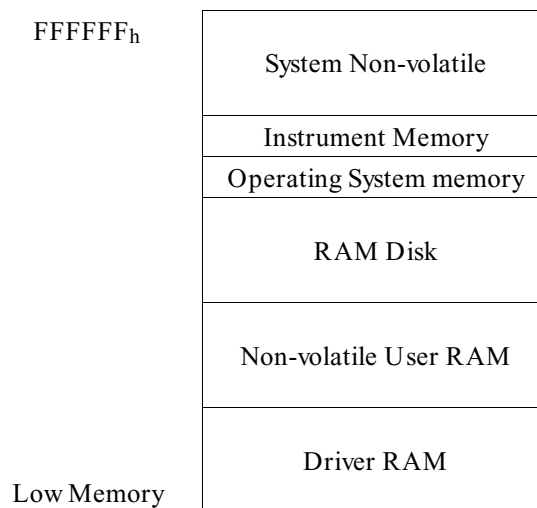 FFFFFFh
System Non-volatile
Instrument Memory
Operating System memory
RAM Disk
Non-volatile User RAM
Driver RAM
Low Memory